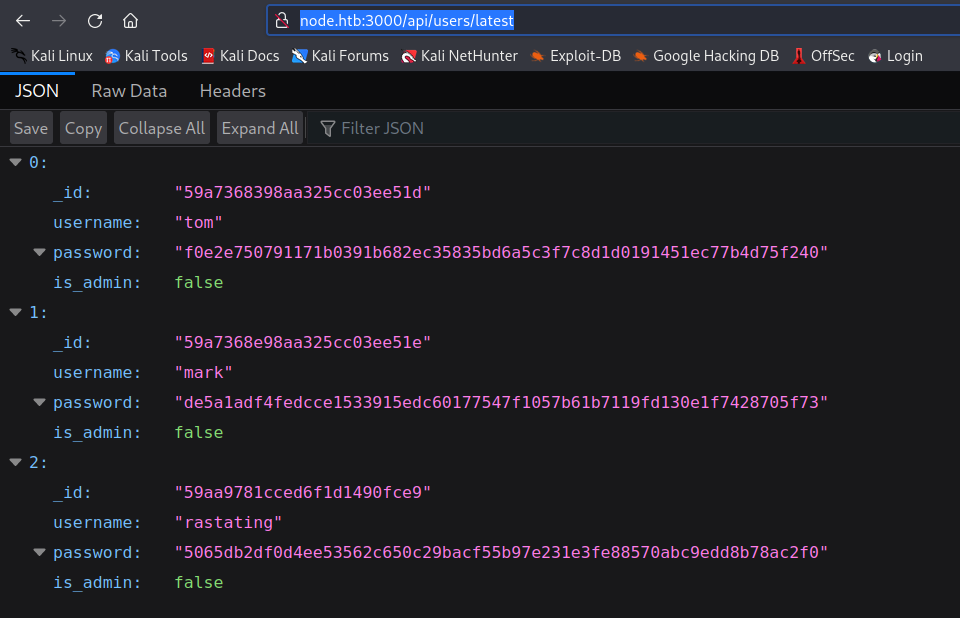 node.htb:3000/api/users/latest
Kali Linux Kali Tools Kali Docs Kali Forums Kali NetHunter Exploit-DB Google Hacking DB OffSec Login
JSON Raw Data Headers
Save Copy Collapse All Expand All Filter JSON
0:
_id: "59a7368398aa325cc03ee51d"
username: "tom"
password: "f0e2e750791171b0391b682ec35835bd6a5c3f7c8d1d0191451ec77b4d75f240"
is_admin: false
1:
_id: "59a7368e98aa325cc03ee51e"
username: "mark"
password: "de5a1adf4fedcce1533915edc60177547f1057b61b7119fd130e1f7428705f73"
is_admin: false
2:
_id: "59aa9781cced6f1d1490fce9"
username: "rastating"
password: "5065db2df0d4ee53562c650c29bacf55b97e231e3fe88570abc9edd8b78ac2f0"
is_admin: false